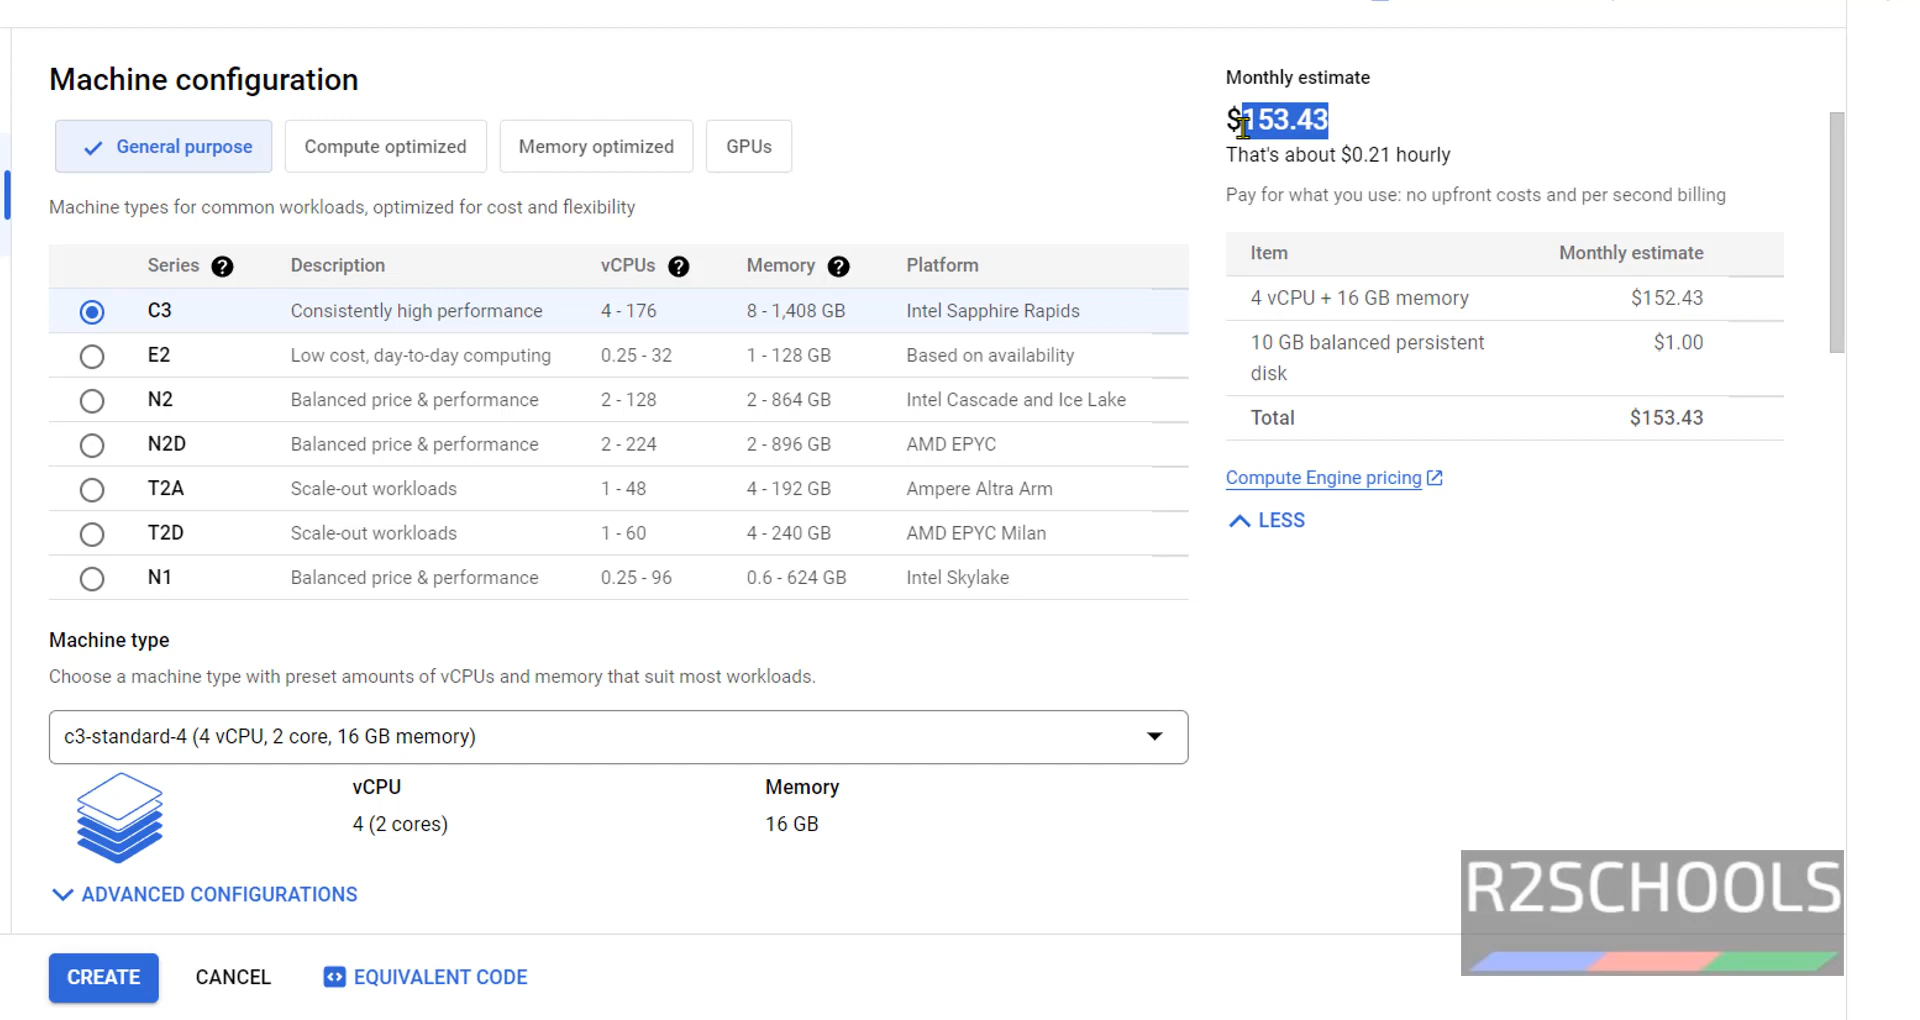 Machine configuration
General purpose
Compute optimized
Memory optimized
GPUs
Machine types for common workloads, optimized for cost and flexibility
Series Description vCPUs Memory Platform
C3 Consistently high performance 4 - 176 8 - 1,408 GB Intel Sapphire Rapids
E2 Low cost, day-to-day computing 0.25 - 32 1 - 128 GB Based on availability
N2 Balanced price & performance 2 - 128 2 - 864 GB Intel Cascade and Ice Lake
N2D Balanced price & performance 2 - 224 2 - 896 GB AMD EPYC
T2A Scale-out workloads 1 - 48 4 - 192 GB Ampere Altra Arm
T2D Scale-out workloads 1 - 60 4 - 240 GB AMD EPYC Milan
N1 Balanced price & performance 0.25 - 96 0.6 - 624 GB Intel Skylake
Machine type
Choose a machine type with preset amounts of vCPUs and memory that suit most workloads.
c3-standard-4 (4 vCPU, 2 core, 16 GB memory)
vCPU Memory
4 (2 cores) 16 GB
ADVANCED CONFIGURATIONS
CREATE
CANCEL
EQUIVALENT CODE
Monthly estimate
$153.43
That's about $0.21 hourly
Pay for what you use: no upfront costs and per second billing
Item Monthly estimate
4 vCPU + 16 GB memory $152.43
10 GB balanced persistent $1.00
disk
Total $153.43
Compute Engine pricing
LESS
R2SCHOOLS